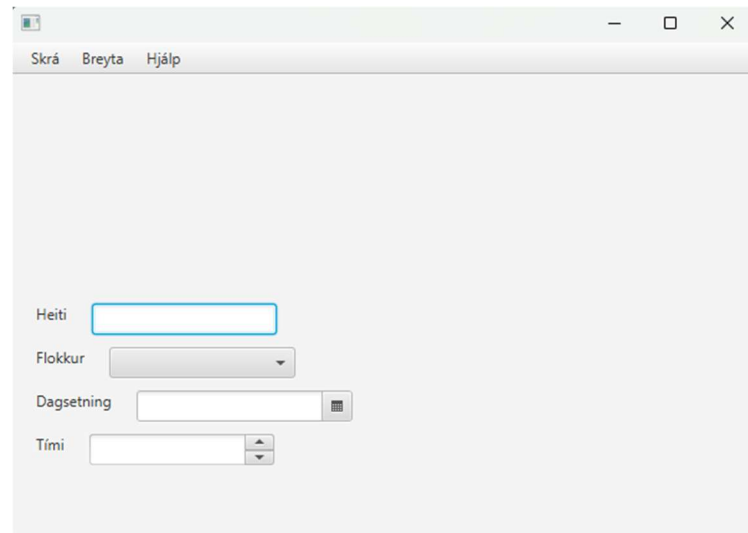 Skrá Breyta Hjálp
Heiti
Flokkur
Dagsetning
Tími